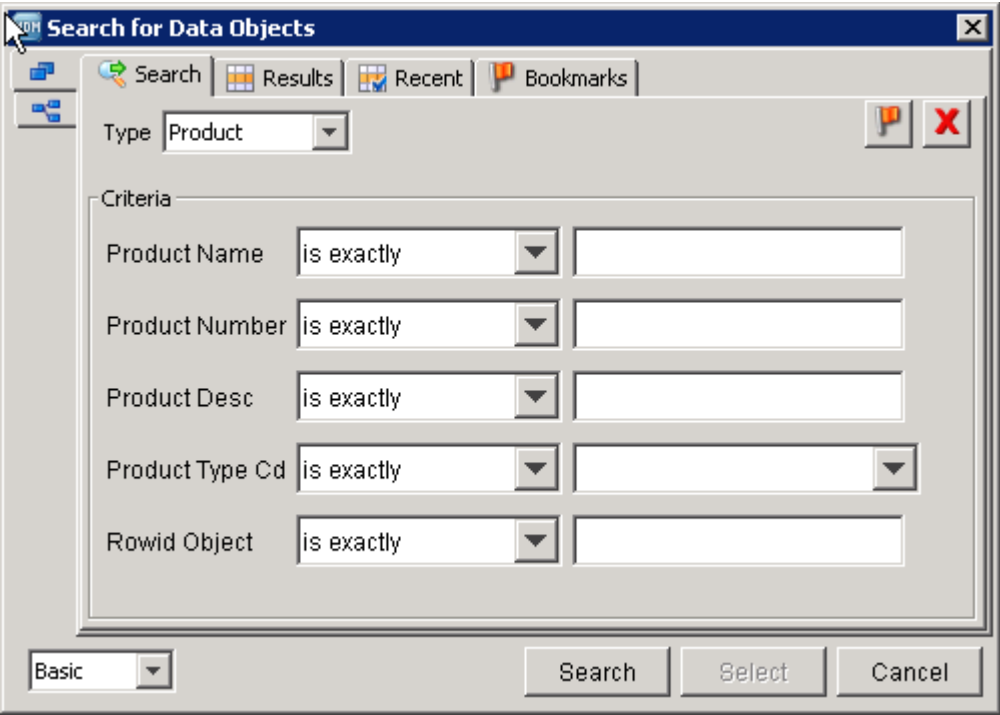 Search for Data Objects
Search Results Recent Bookmarks
Type Product
Criteria
Product Name is exactly
Product Number is exactly
Product Desc is exactly
Product Type Cd is exactly
Rowid Object is exactly
Basic Search Select Cancel